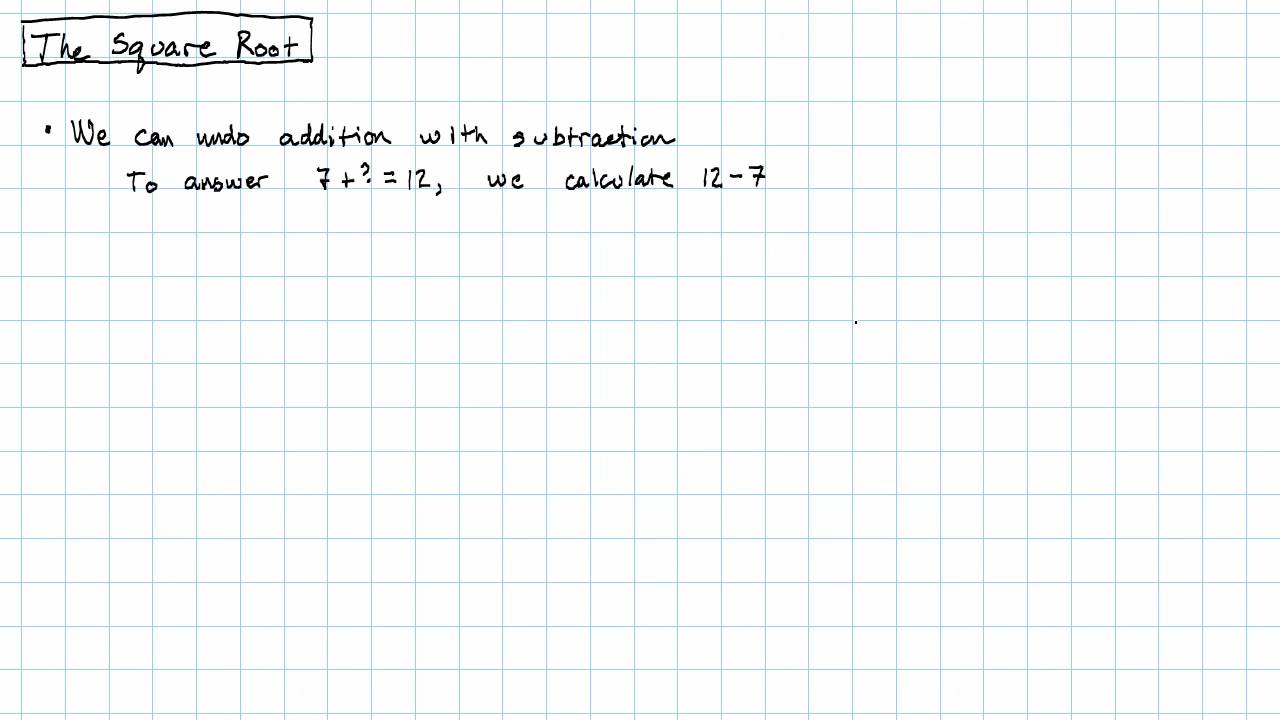 The Square Root
• We can undo addition with subtraction
To answer 7 + ? = 12, we calculate 12 - 7